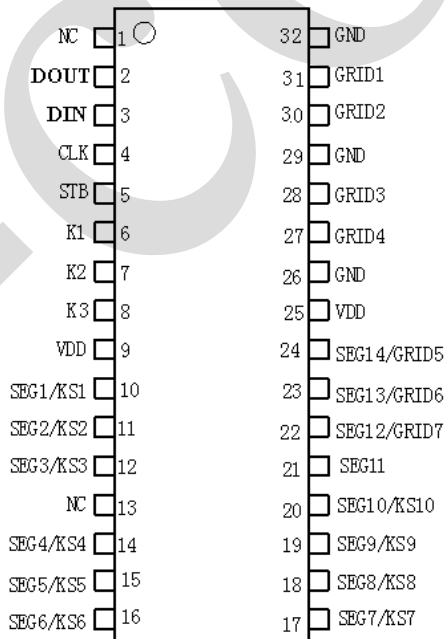 NC 1 32 GND
DOUT 2 31 GRID1
DIN 3 30 GRID2
CLK 4 29 GND
STB 5 28 GRID3
K1 6 27 GRID4
K2 7 26 GND
K3 8 25 VDD
VDD 9 24 SEG14/GRID5
SEG1/KS1 10 23 SEG13/GRID6
SEG2/KS2 11 22 SEG12/GRID7
SEG3/KS3 12 21 SEG11
NC 13 20 SEG10/KS10
SEG4/KS4 14 19 SEG9/KS9
SEG5/KS5 15 18 SEG8/KS8
SEG6/KS6 16 17 SEG7/KS7